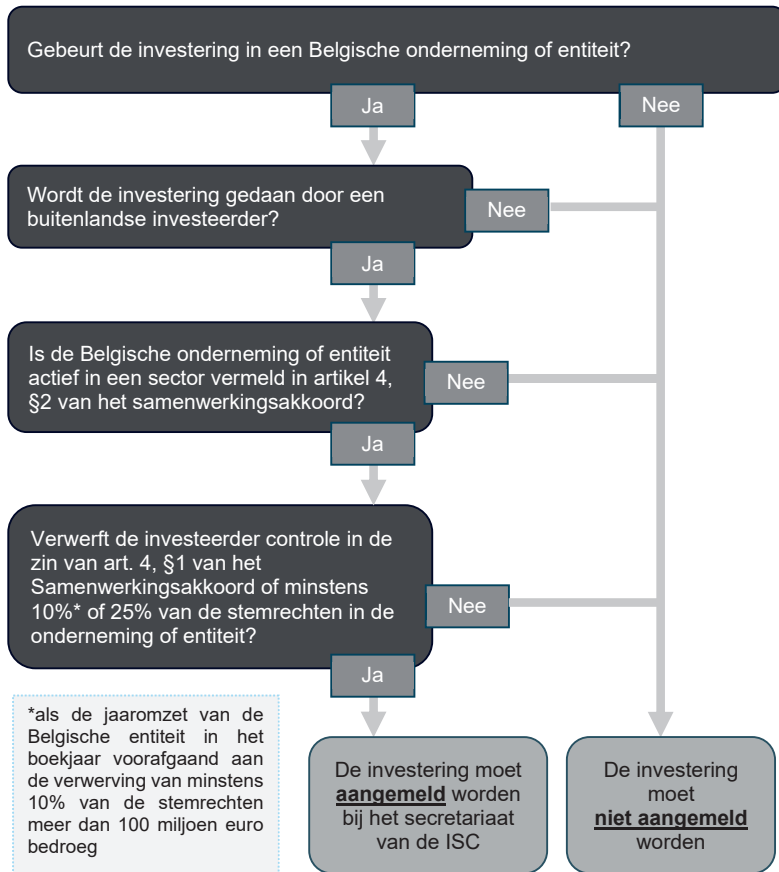 Gebeurt de investering in een Belgische onderneming of entiteit?
Ja
Nee
Wordt de investering gedaan door een
buitenlandse investeerder?
Nee
Ja
Is de Belgische onderneming of entiteit
actief in een sector vermeld in artikel 4,
§2 van het samenwerkingsakkoord?
Nee
Ja
Verwerft de investeerder controle in de
zin van art. 4, §1 van het
Samenwerkingsakkoord of minstens
10%* of 25% van de stemrechten in de
onderneming of entiteit?
Nee
Ja
*als de jaaromzet van de
Belgische entiteit in het
boekjaar voorafgaand aan
de verwerving van minstens
10% van de stemrechten
meer dan 100 miljoen euro
bedroeg
De investering moet
aangemeld worden
bij het secretariaat
van de ISC
De investering
moet
niet aangemeld
worden